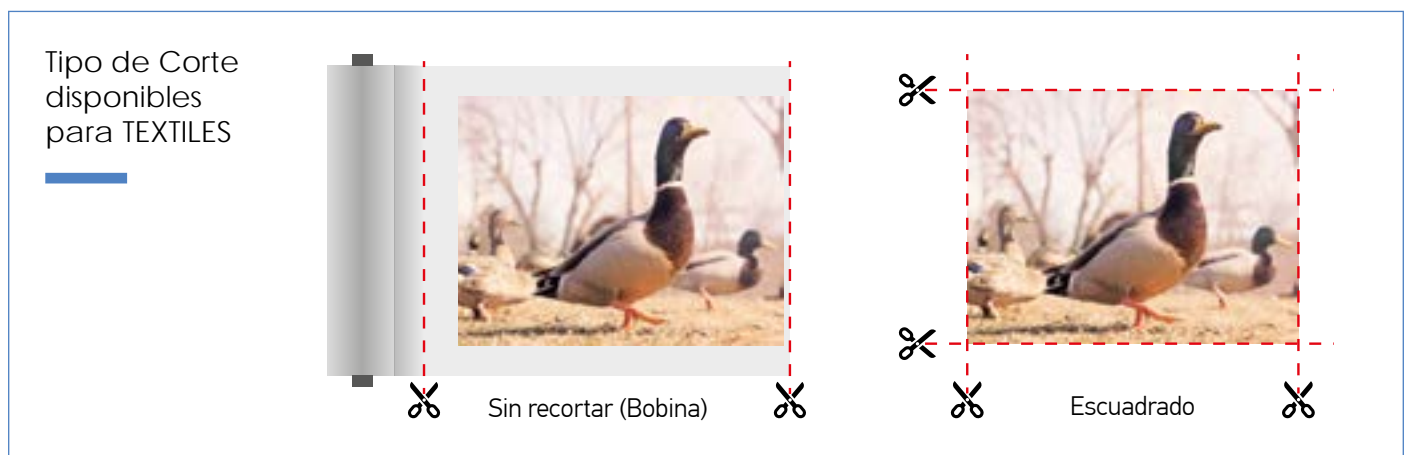 Tipo de Corte
disponibles
para TEXTILES
Sin recortar (Bobina)
Escuadrado